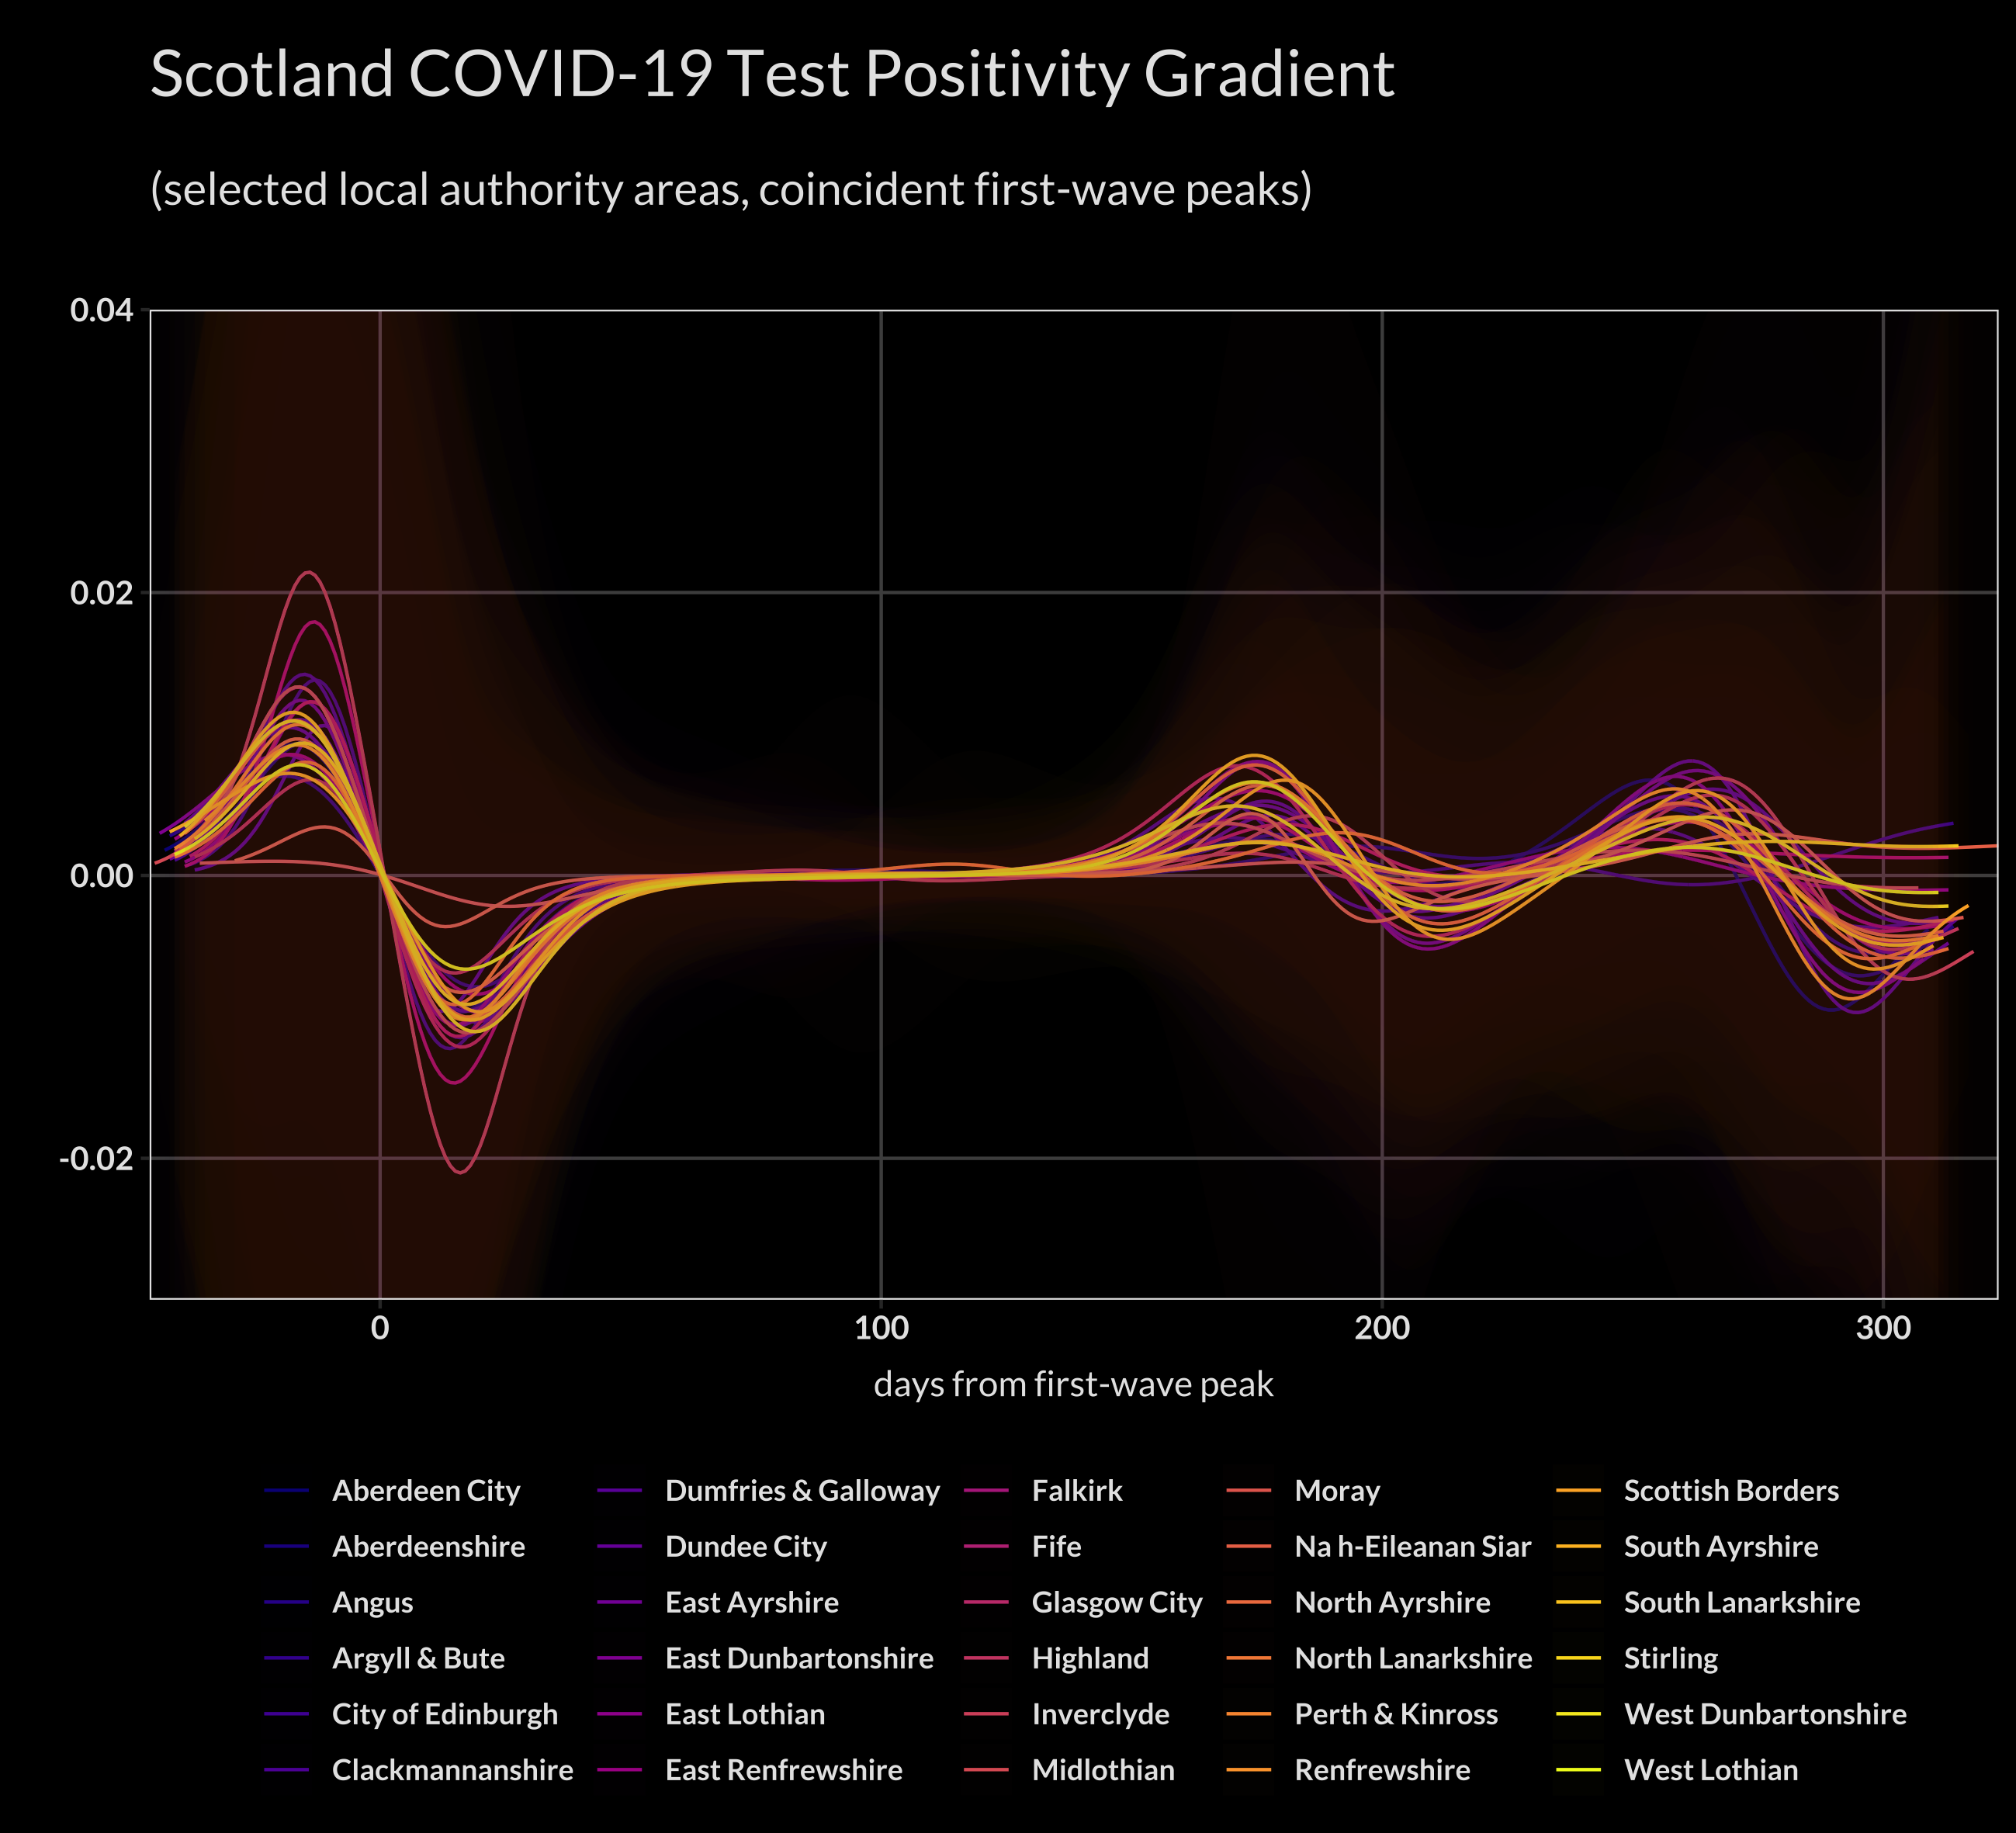 Scotland COVID-19 Test Positivity Gradient
(selected local authority areas, coincident first-wave peaks)
0.04
0.02
0.00
-0.02
0 100 200 300
days from first-wave peak
Aberdeen City Dumfries & Galloway Falkirk Moray Scottish Borders
Aberdeenshire Dundee City Fife Na h-Eileanan Siar South Ayrshire
Angus East Ayrshire Glasgow City North Ayrshire South Lanarkshire
Argyll & Bute East Dunbartonshire Highland North Lanarkshire Stirling
City of Edinburgh East Lothian Inverclyde Perth & Kinross West Dunbartonshire
Clackmannanshire East Renfrewshire Midlothian Renfrewshire West Lothian